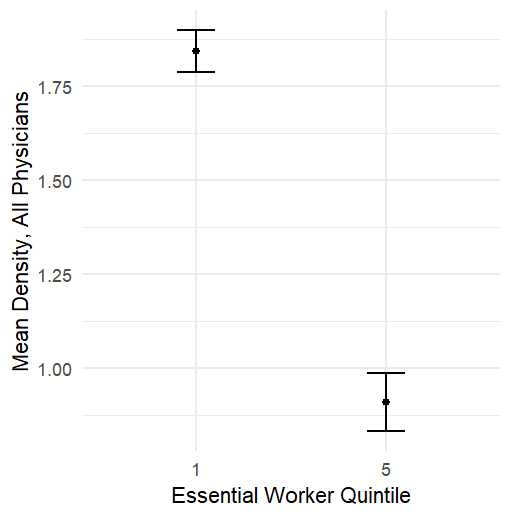 Mean Density, All Physicians
1.75
1.50
1.25
1.00
1 5
Essential Worker Quintile